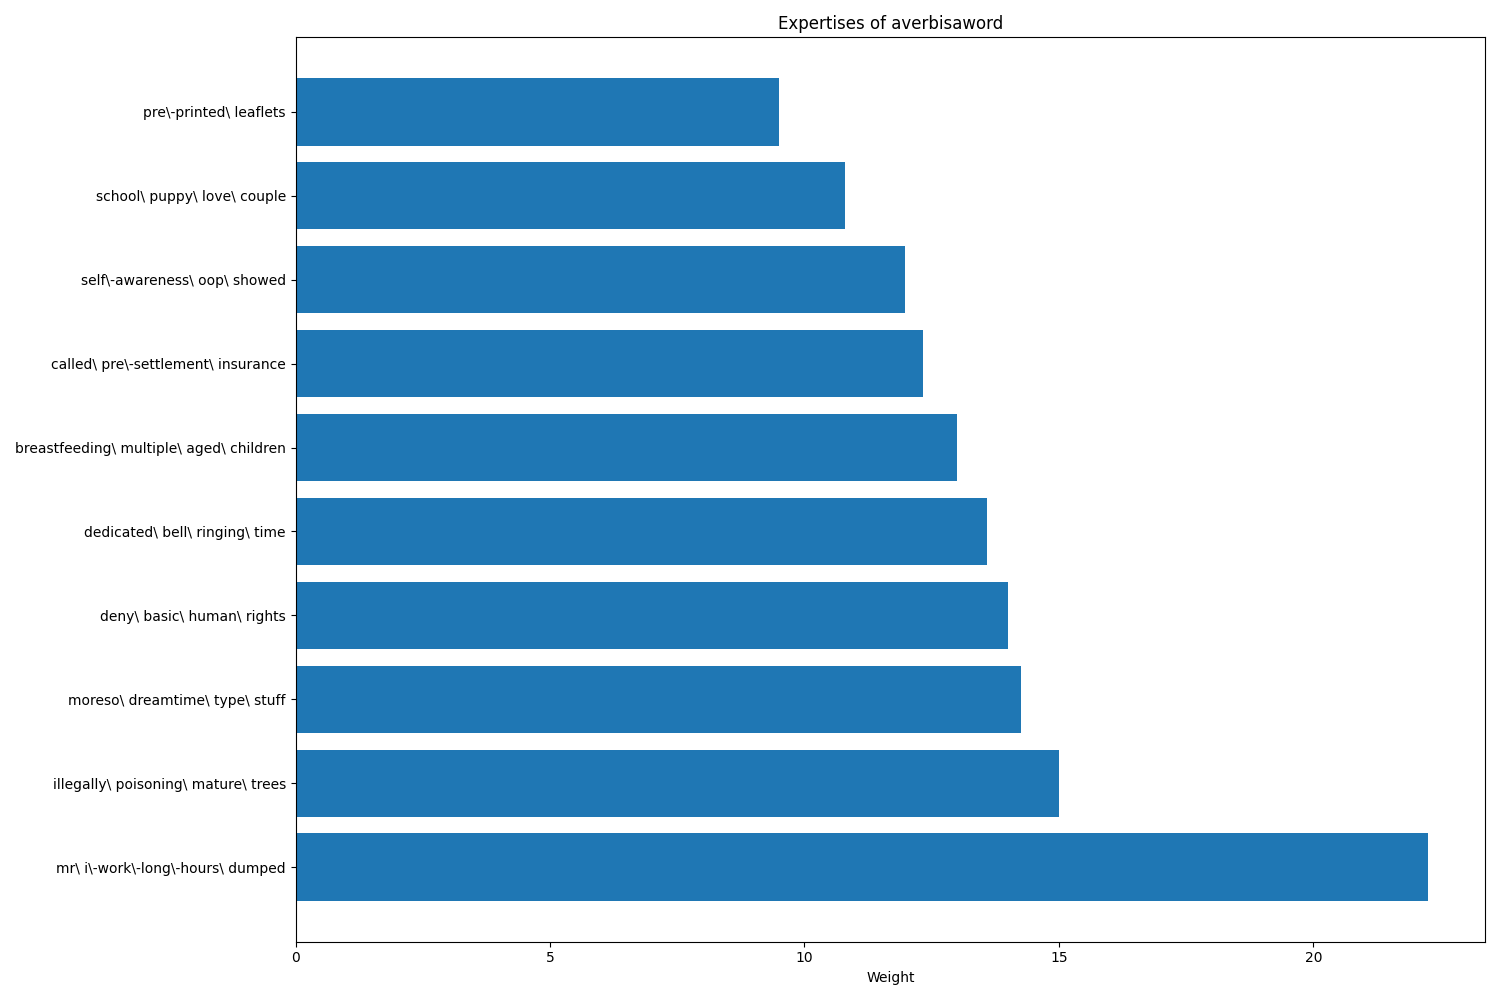 Expertises of averbisaword
pre\-printed\ leaflets
school\ puppy\ love\ couple
self\-awareness\ oop\ showed
called\ pre\-settlement\ insurance
breastfeeding\ multiple\ aged\ children
dedicated\ bell\ ringing\ time
deny\ basic\ human\ rights
moreso\ dreamtime\ type\ stuff
illegally\ poisoning\ mature\ trees
mr\ i\-work\-long\-hours\ dumped
0 5 10 15 20
Weight